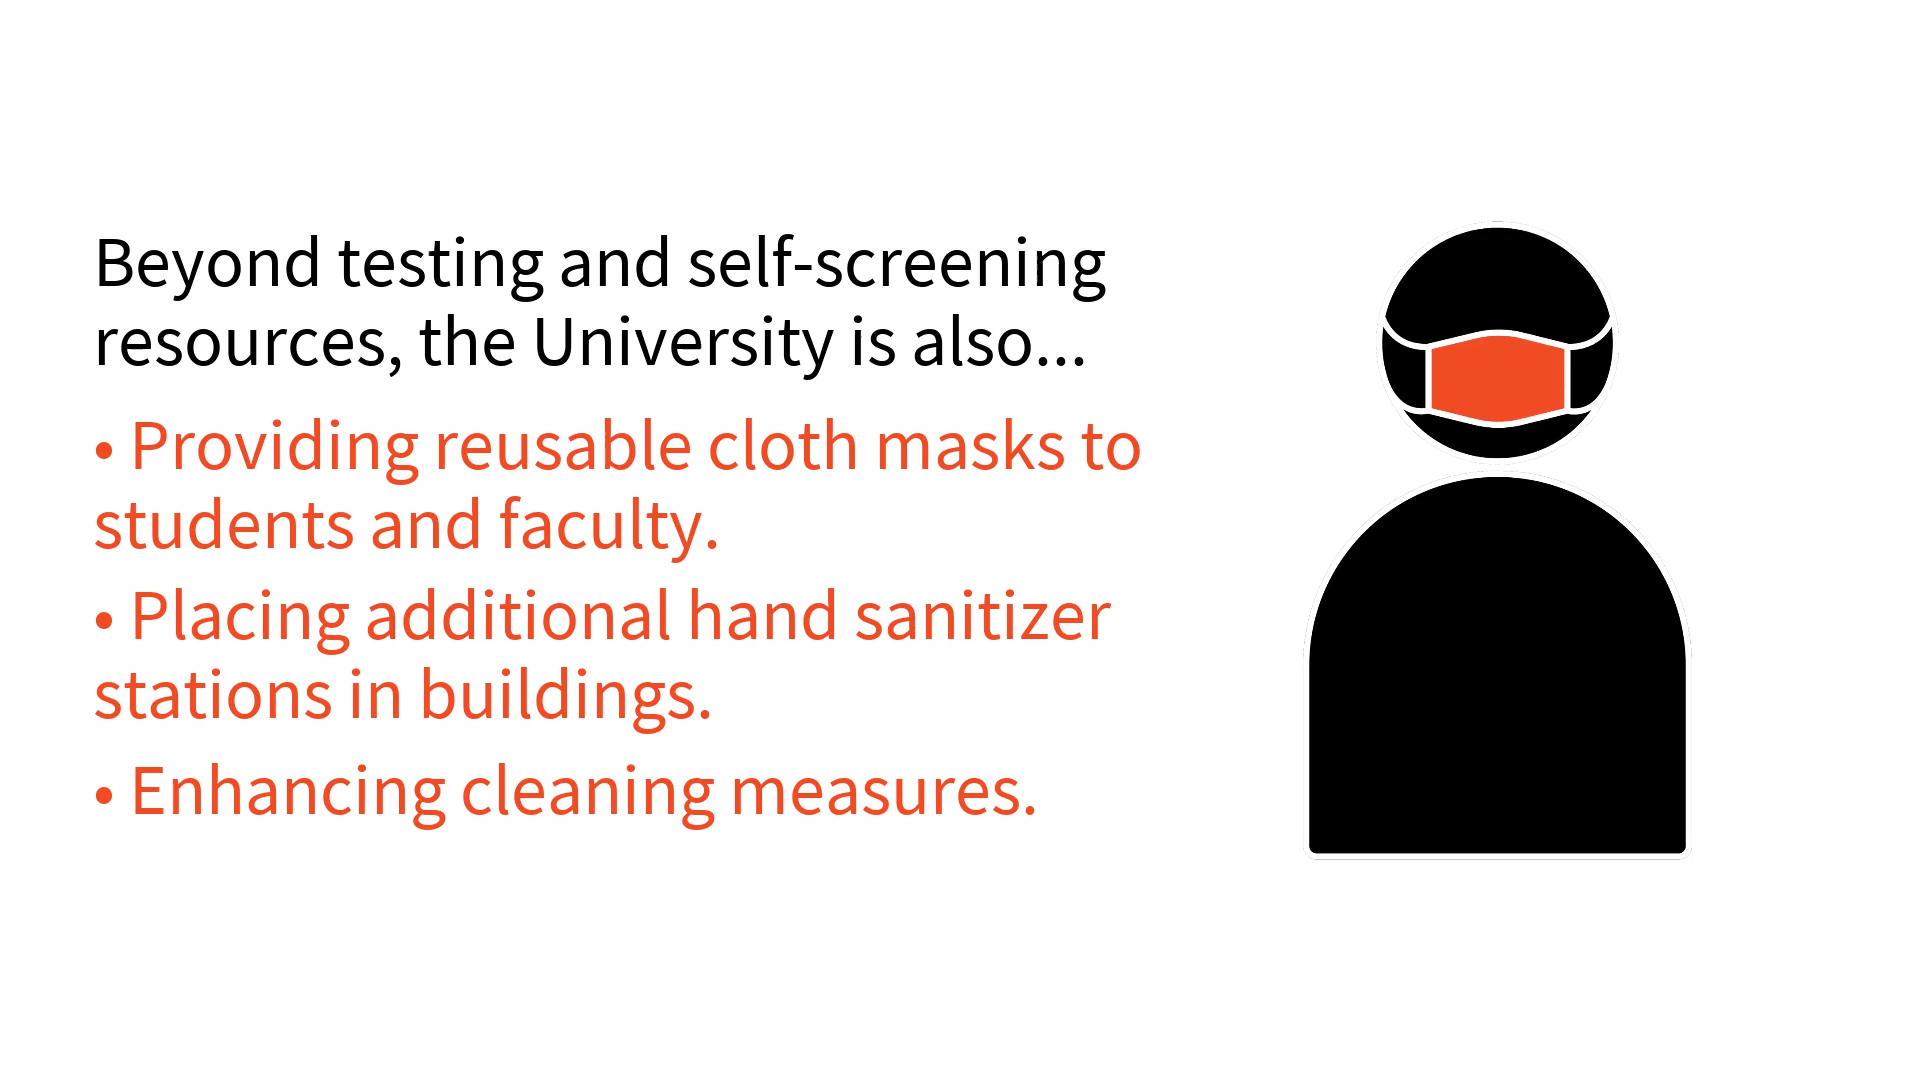 Beyond testing and self-screening
resources, the University is also...
• Providing reusable cloth masks to
students and faculty.
• Placing additional hand sanitizer
stations in buildings.
• Enhancing cleaning measures.